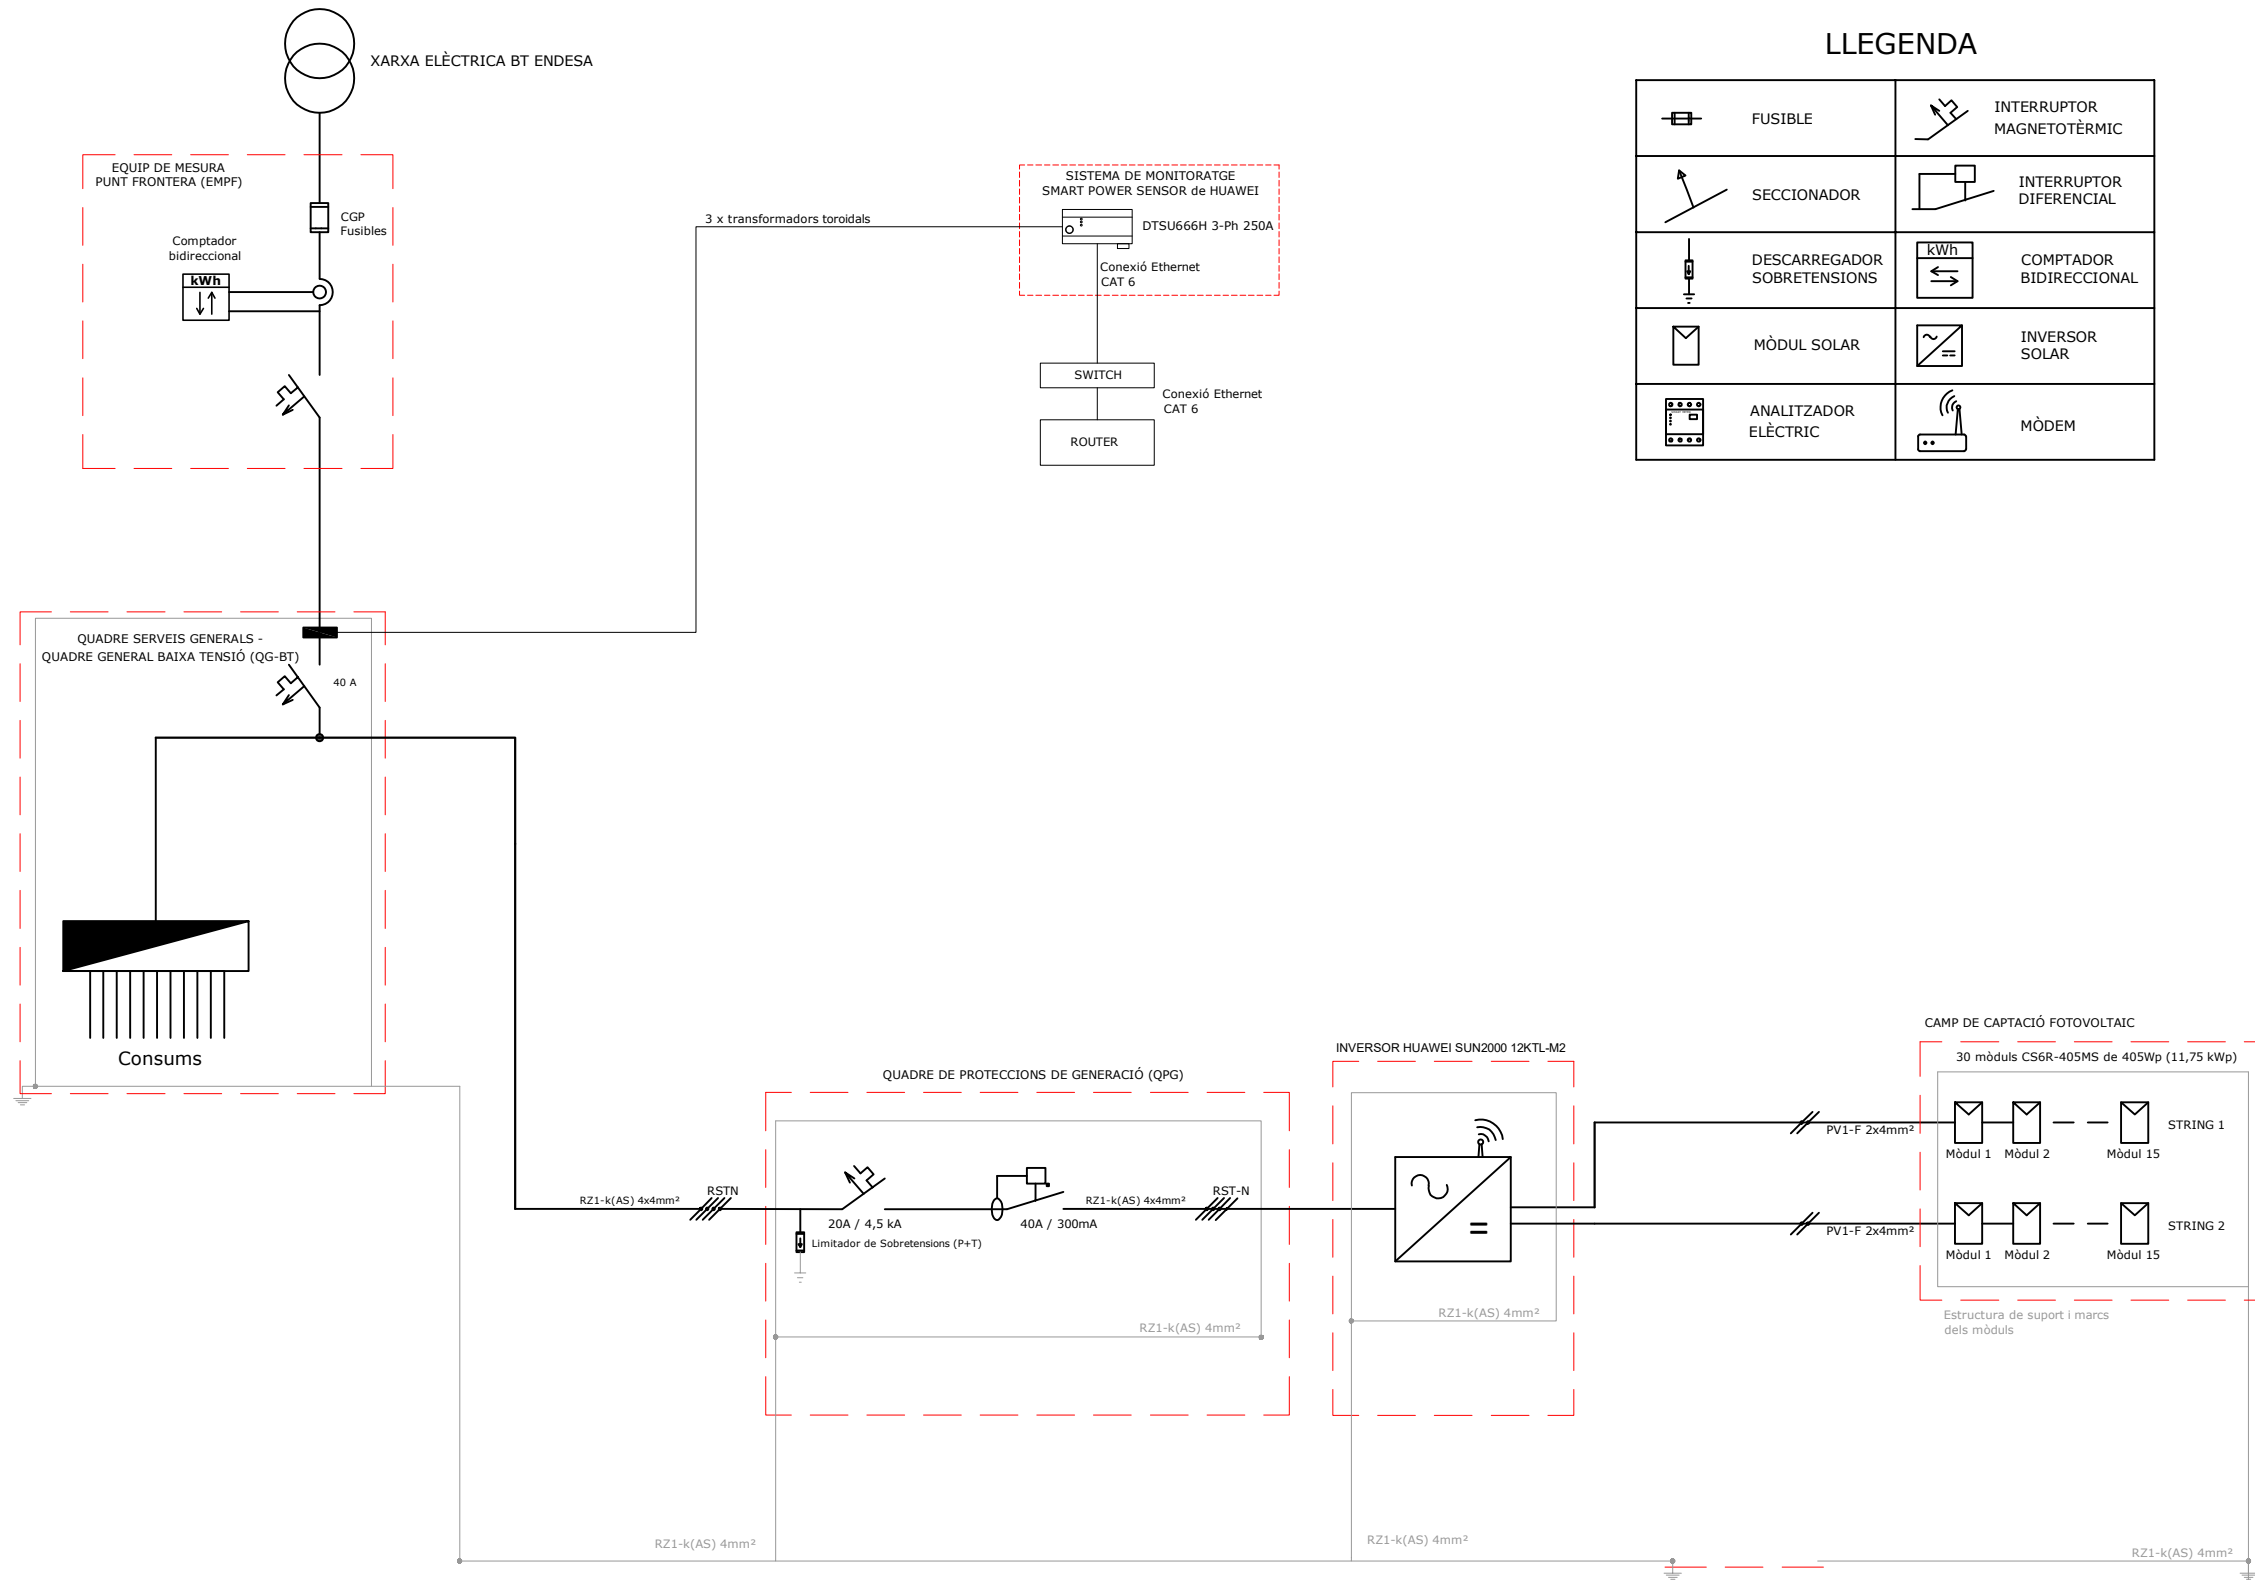 XARXA ELÈCTRICA BT ENDESA
EQUIP DE MESURA
PUNT FRONTERA (EMPF)
CGP
Fusibles
Comptador
bidireccional
kWh
3 x transformadors toroidals
SISTEMA DE MONITORATGE
SMART POWER SENSOR de HUAWEI
DTSU666H 3-Ph 250A
Conexió Ethernet
CAT 6
SWITCH
Conexió Ethernet
CAT 6
ROUTER
LLEGENDA
FUSIBLE
INTERRUPTOR
MAGNETOTÈRMIC
SECCIONADOR
INTERRUPTOR
DIFERENCIAL
DESCARREGADOR
SOBRETENSIONS
kWh
COMPTADOR
BIDIRECCIONAL
MÒDUL SOLAR
INVERSOR
SOLAR
ANALITZADOR
ELÈCTRIC
MÒDEM
QUADRE SERVEIS GENERALS -
QUADRE GENERAL BAIXA TENSIÓ (QG-BT)
40 A
Consums
QUADRE DE PROTECCIONS DE GENERACIÓ (QPG)
RZ1-k(AS) 4x4mm²
RSTN
20A / 4,5 kA
Limitador de Sobretensions (P+T)
40A / 300mA
RZ1-k(AS) 4x4mm²
RST-N
RZ1-k(AS) 4mm²
INVERSOR HUAWEI SUN2000 12KTL-M2
RZ1-k(AS) 4mm²
CAMP DE CAPTACIÓ FOTOVOLTAIC
30 mòduls CS6R-405MS de 405Wp (11,75 kWp)
PV1-F 2x4mm²
Mòdul 1
Mòdul 2
Mòdul 15
STRING 1
PV1-F 2x4mm²
Mòdul 1
Mòdul 2
Mòdul 15
STRING 2
Estructura de suport i marcs
dels mòduls
RZ1-k(AS) 4mm²
RZ1-k(AS) 4mm²
RZ1-k(AS) 4mm²